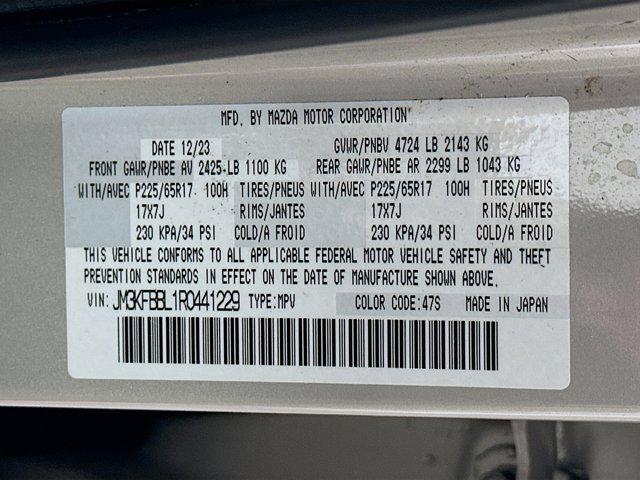 MFD. BY MAZDA MOTOR CORPORATION
DATE 12/23 GVWR/PNBV 4724 LB 2143 KG
FRONT GAWR/PNBE AV 2425-LB 1100 KG REAR GAWR/PNBE AR 2299 LB 1043 KG
WITH/AVEC P225/65R17 100H TIRES/PNEUS WITH/AVEC P225/65R17 100H TIRES/PNEUS
17X7J RIMS/JANTES 17X7J RIMS/JANTES
230 KPA/34 PSI COLD/A FROID 230 KPA/34 PSI COLD/A FROID
THIS VEHICLE CONFORMS TO ALL APPLICABLE FEDERAL MOTOR VEHICLE SAFETY AND THEFT
PREVENTION STANDARDS IN EFFECT ON THE DATE OF MANUFACTURE SHOWN ABOVE.
VIN: JM3KFBBL1R0441229 TYPE:MPV COLOR CODE:47S MADE IN JAPAN